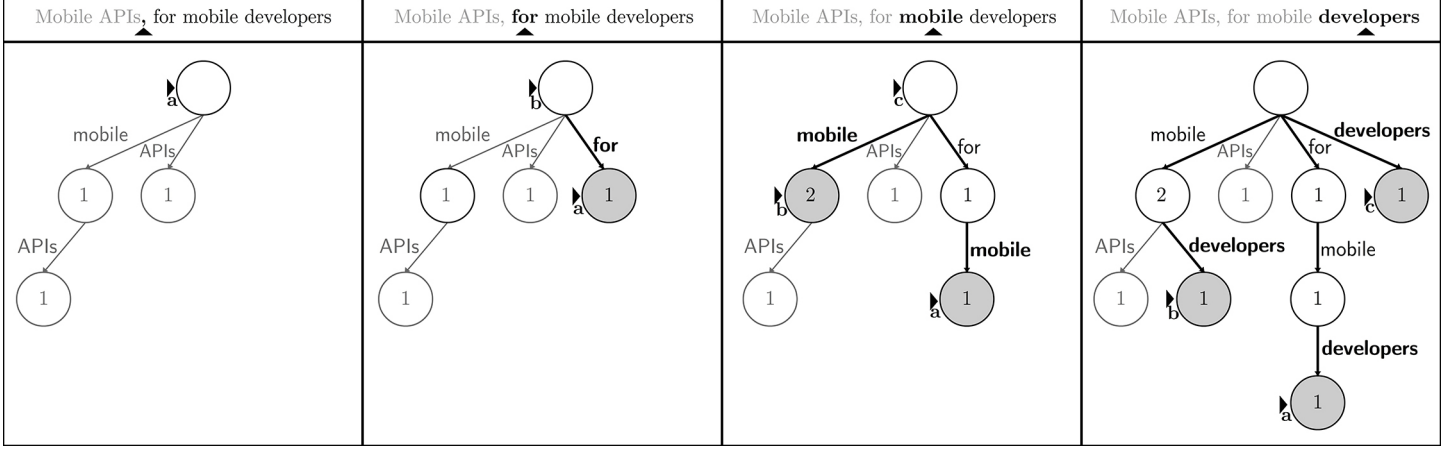 Mobile APIs, for mobile developers
a
mobile
APIs
1 1
APIs
1
Mobile APIs, for mobile developers
b
mobile
APIs
for
1 1 a 1
APIs
1
Mobile APIs, for mobile developers
c
mobile
APIs
for
b 2 1 1
APIs
mobile
1 a 1
Mobile APIs, for mobile developers
mobile
APIs
for
developers
2 1 1 c 1
APIs
developers
mobile
1 b 1 1
developers
a 1